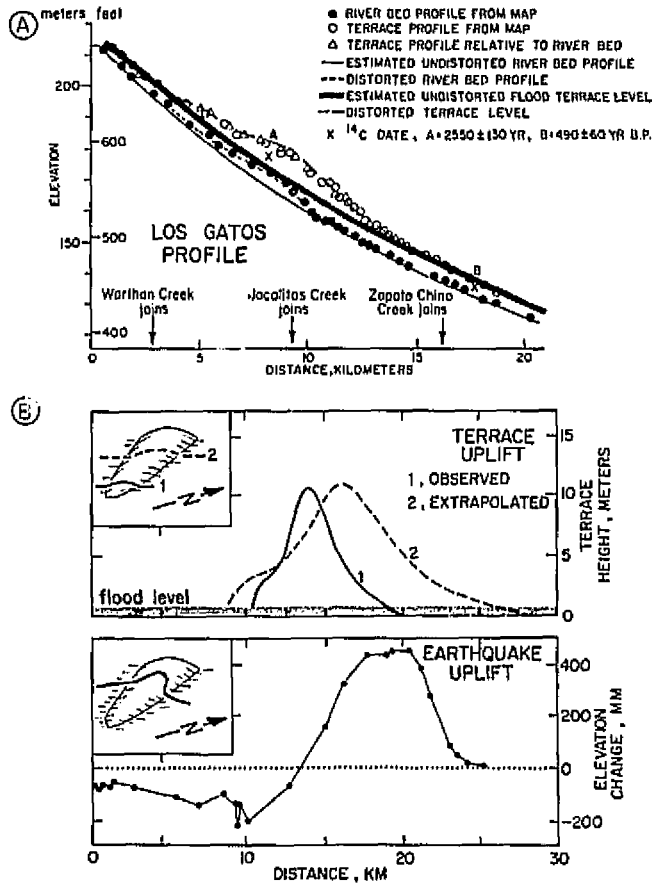 A
meters feet
200
600
150
500
400
ELEVATION
● RIVER BED PROFILE FROM MAP
○ TERRACE PROFILE FROM MAP
△ TERRACE PROFILE RELATIVE TO RIVER BED
ESTIMATED UNDISTORTED RIVER BED PROFILE
DISTORTED RIVER BED PROFILE
ESTIMATED UNDISTORTED FLOOD TERRACE LEVEL
DISTORTED TERRACE LEVEL
X ¹⁴C DATE, A=2550±130 YR, B=490±60 YR B.P.
A
X
B
X
LOS GATOS
PROFILE
Warthan Creek
joins
Jacalitos Creek
joins
Zapato Chino
Creek joins
0 5 10 15 20
DISTANCE, KILOMETERS
B
TERRACE
UPLIFT
1, OBSERVED
2, EXTRAPOLATED
2
1
N
2
1
flood level
15
10
5
0
TERRACE
HEIGHT, METERS
EARTHQUAKE
UPLIFT
N
400
200
0
-200
ELEVATION
CHANGE, MM
0 10 20 30
DISTANCE, KM